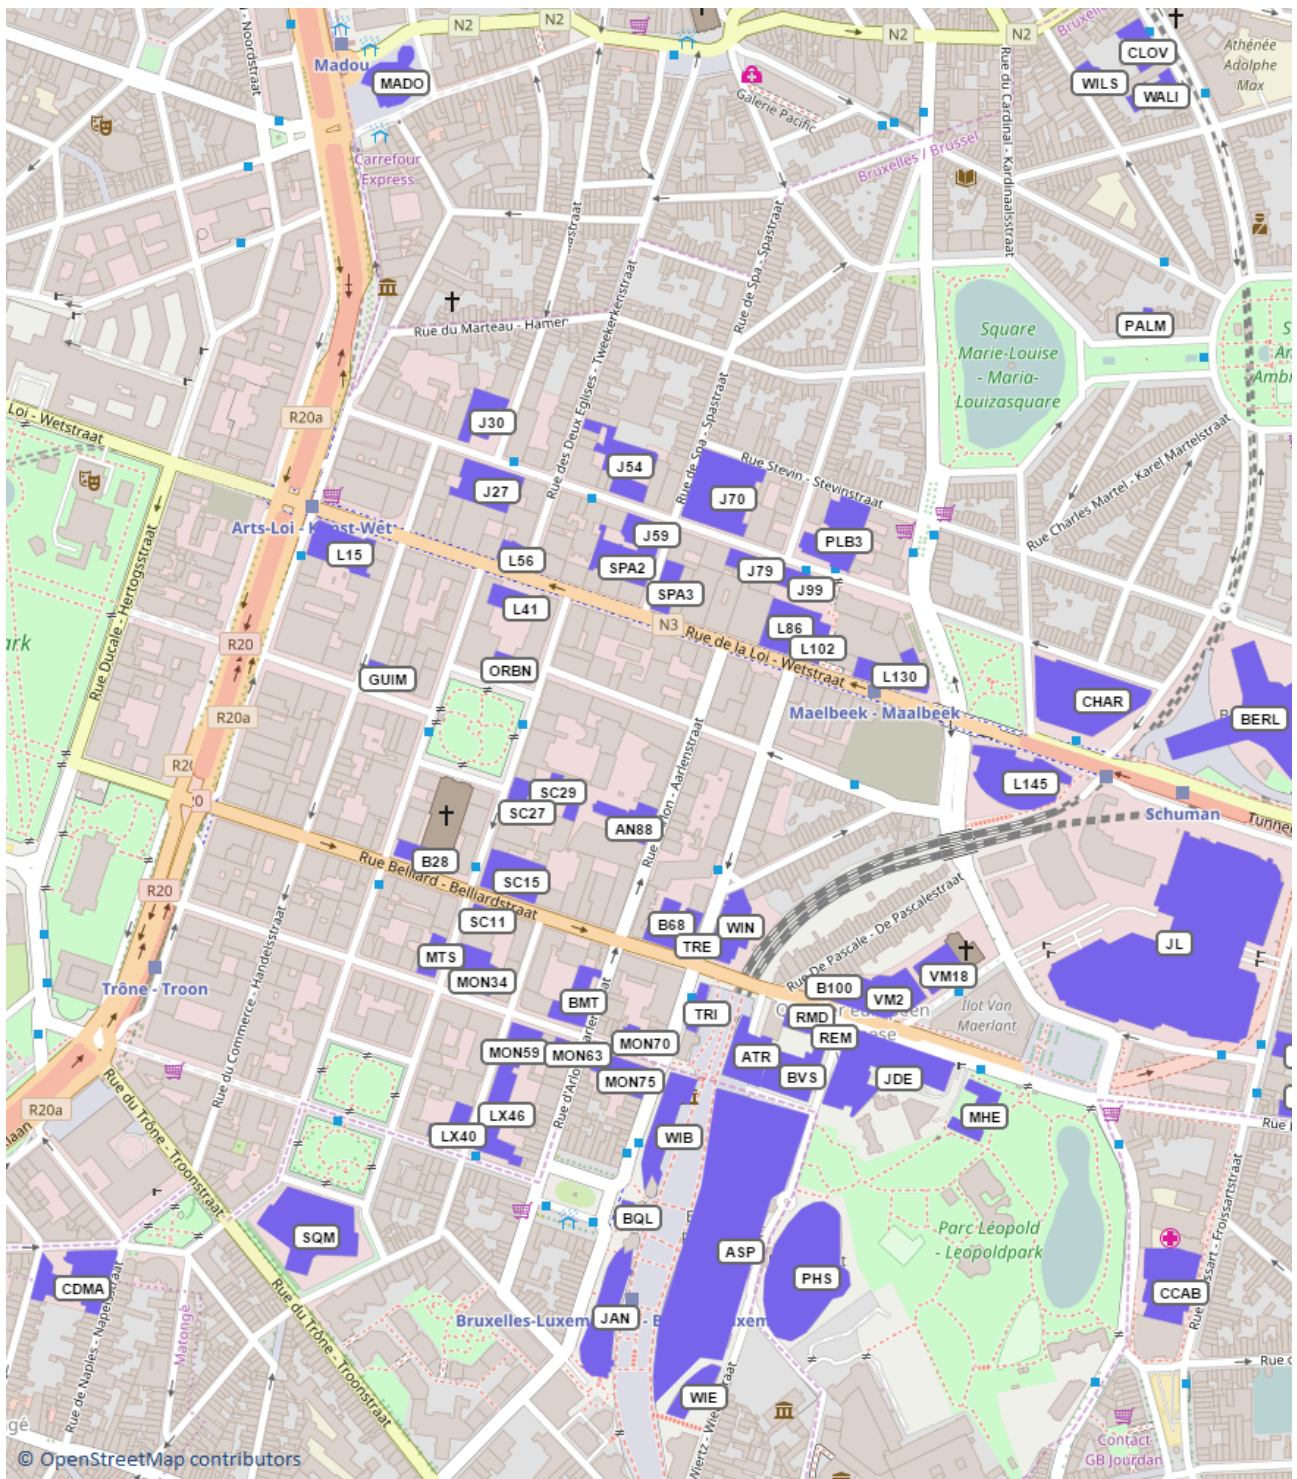 N2
N2
N2
Noordstraat
Madou
MADO
Carrefour
Express
Galerie Pacific
Bruxelles / Brussel
Rue du Cardinal - Kardinaalsstraat
CLOV
WILS
WALI
Athénée
Adolphe
Max
Rue de Spa - Spastraat
Rue du Marteau - Hamer
Square
Marie-Louise
- Maria-
Louizasquare
PALM
Loi - Wetstraat
R20a
J30
J27
J54
Rue des Deux Eglises - Tweekerkenstraat
Rue de Spa - Spastraat
J70
Rue Stevin - Stevinstraat
Rue Charles Martel - Karel Martelstraat
PLB3
Arts-Loi - Kunst-Wet
L15
L56
J59
SPA2
SPA3
J79
J99
L41
L86
L102
L130
N3
Rue de la Loi - Wetstraat
Rue Ducale - Hertogsstraat
R20
R20a
GUIM
ORBN
Maelbeek - Maalbeek
CHAR
BERL
L145
Schuman
SC29
SC27
AN88
B28
SC15
Rue Belliard - Belliardstraat
R20
SC11
B68
TRE
WIN
Rue De Pascale - De Pascalestraat
JL
MTS
MON34
BMT
TRI
B100
VM2
VM18
Îlot Van
Maerlant
RMD
REM
Trône - Troon
Rue du Commerce - Handelsstraat
MON59
MON63
MON70
MON75
ATR
BVS
JDE
MHE
R20a
LX46
LX40
WIB
Rue du Trône - Troonstraat
SQM
BQL
ASP
PHS
Parc Léopold
- Leopoldpark
CDMA
CCAB
JAN
WIE
Rue du Trône - Troonstraat
Rue de Naples - Napelsstraat
Matongé
Contact
GB Jourdan
© OpenStreetMap contributors